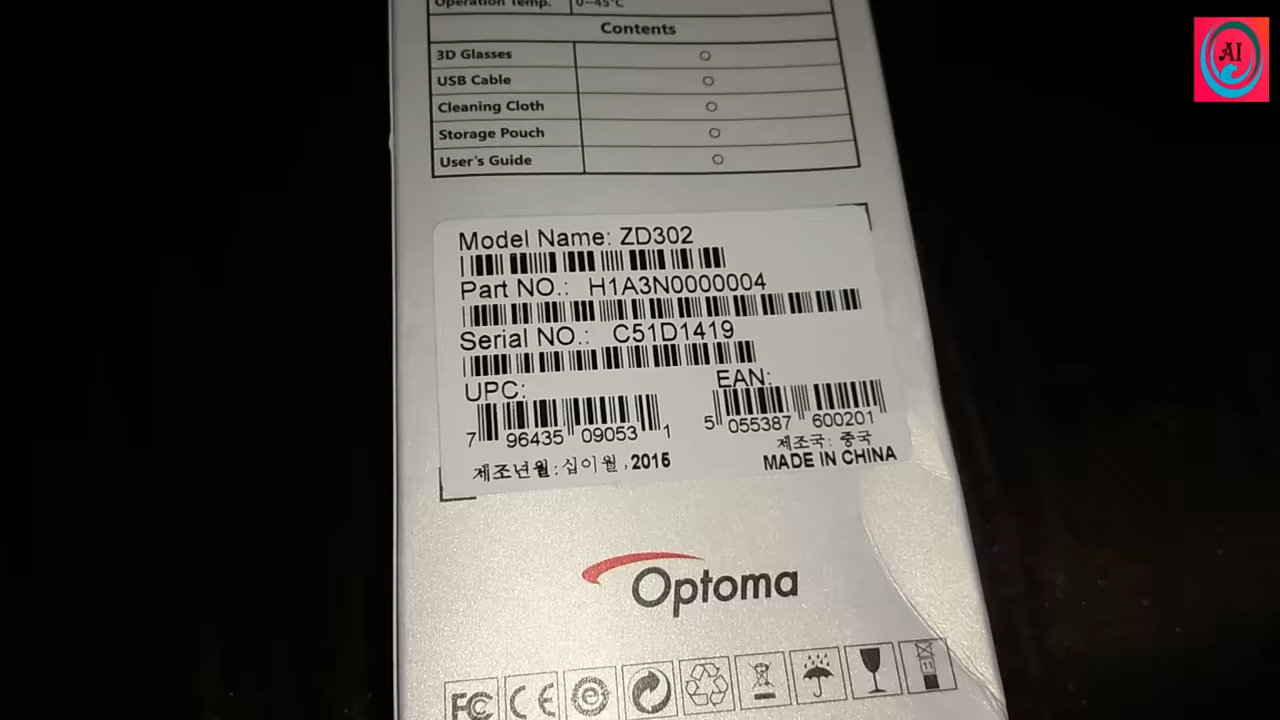 Operation Temp. 0~45°C
Contents
3D Glasses
USB Cable
Cleaning Cloth
Storage Pouch
User's Guide
Model Name: ZD302
Part NO.: H1A3N0000004
Serial NO.: C51D1419
UPC:
EAN:
7 96435 09053 1
5 055387 600201
제조국: 중국
제조년월:십이월,2015
MADE IN CHINA
Optoma
FC CE e
AI